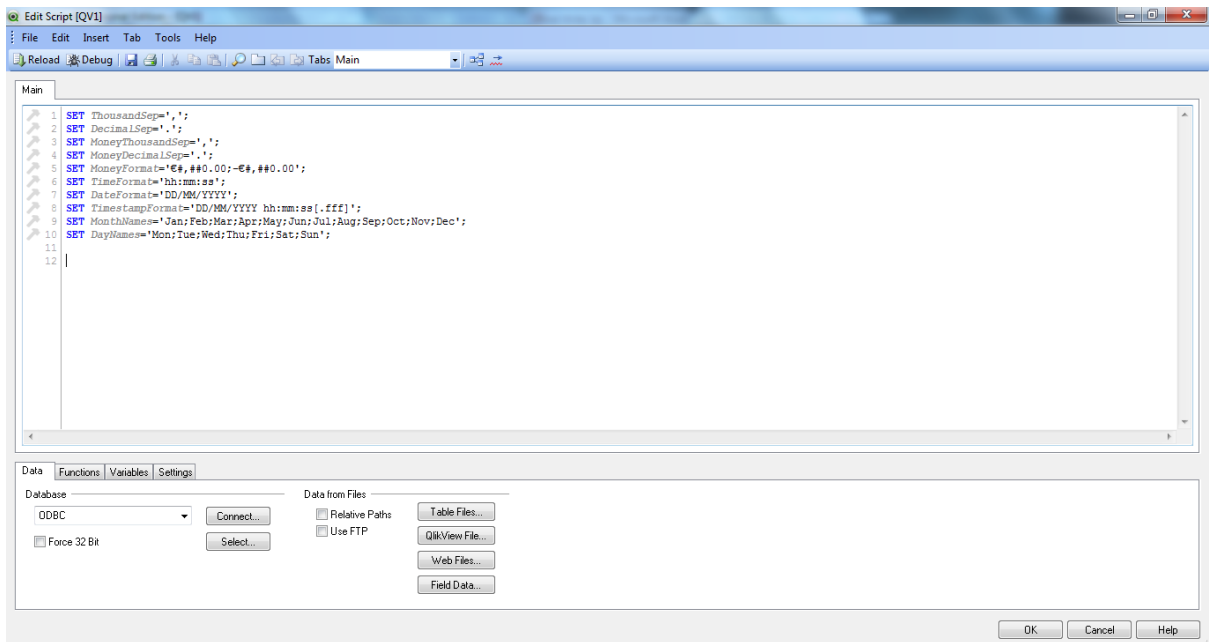 Edit Script [QV1]
File Edit Insert Tab Tools Help
Reload Debug Tabs Main
Main
1 SET ThousandSep=',';
2 SET DecimalSep='.';
3 SET MoneyThousandSep=',';
4 SET MoneyDecimalSep='.';
5 SET MoneyFormat='€#,##0.00;-€#,##0.00';
6 SET TimeFormat='hh:mm:ss';
7 SET DateFormat='DD/MM/YYYY';
8 SET TimestampFormat='DD/MM/YYYY hh:mm:ss[.fff]';
9 SET MonthNames='Jan;Feb;Mar;Apr;May;Jun;Jul;Aug;Sep;Oct;Nov;Dec';
10 SET DayNames='Mon;Tue;Wed;Thu;Fri;Sat;Sun';
11
12
Data Functions Variables Settings
Database Data from Files
ODBC Connect... Relative Paths Table Files...
Use FTP QlikView File...
Force 32 Bit Select...
Web Files...
Field Data...
OK Cancel Help